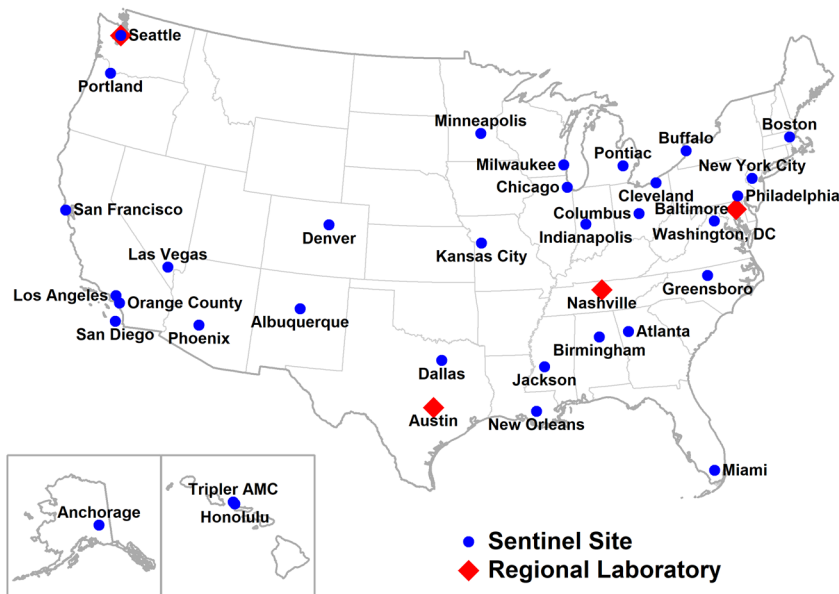 Seattle
Portland
Minneapolis
Buffalo
Boston
Milwaukee
Pontiac
New York City
Chicago
Cleveland
Philadelphia
San Francisco
Columbus
Baltimore
Denver
Indianapolis
Washington, DC
Las Vegas
Kansas City
Los Angeles
Orange County
Nashville
Greensboro
San Diego
Phoenix
Albuquerque
Birmingham
Atlanta
Dallas
Jackson
Austin
New Orleans
Miami
Anchorage
Tripler AMC
Honolulu
Sentinel Site
Regional Laboratory